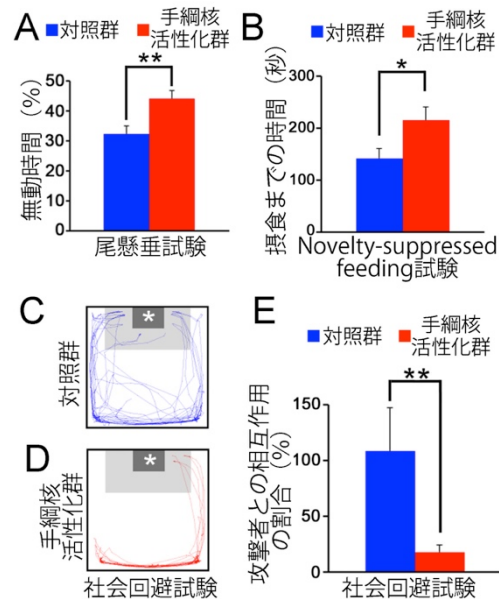 A
対照群
手綱核
活性化群
**
無動時間 (%)
50
40
30
20
10
0
尾懸垂試験
B
対照群
手綱核
活性化群
*
摂食までの時間 (秒)
300
200
100
0
Novelty-suppressed
feeding試験
C
対照群
*
D
手綱核
活性化群
*
社会回避試験
E
対照群
手綱核
活性化群
**
攻撃者との相互作用
の割合 (%)
150
100
50
0
社会回避試験